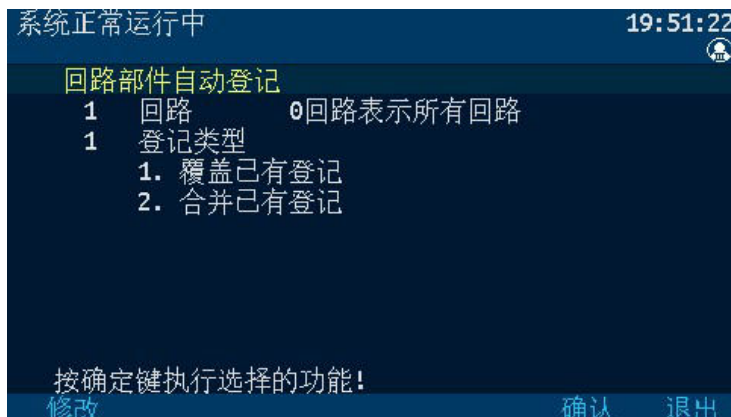 系统正常运行中 19:51:22
回路部件自动登记
1 回路 0回路表示所有回路
1 登记类型
1. 覆盖已有登记
2. 合并已有登记
按确定键执行选择的功能!
修改 确认 退出